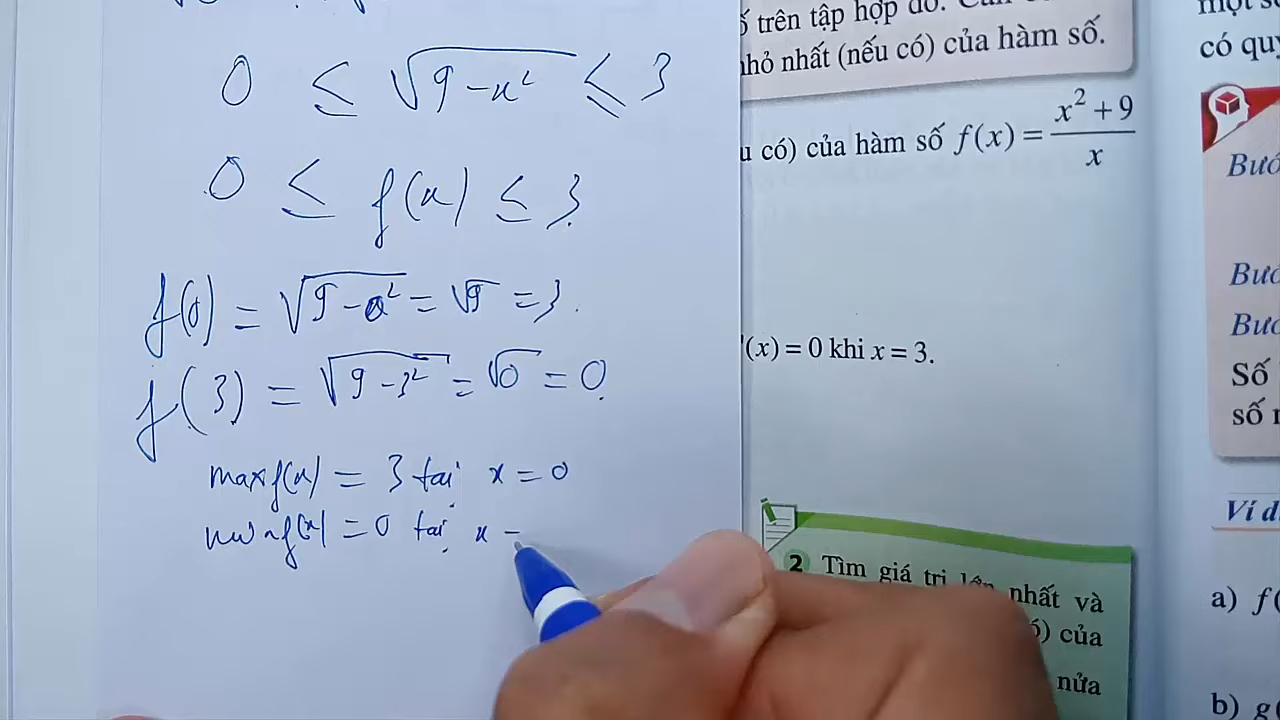 0 ≤ √9-x² ≤ 3
0 ≤ f(x) ≤ 3
f(0) = √9-0² = √9 = 3.
f(3) = √9-3² = √0 = 0.
max f(x) = 3 tại x = 0
min f(x) = 0 tại x =
trên tập hợp đó.
nhỏ nhất (nếu có) của hàm số.
có) của hàm số f(x) = x² + 9 / x
(x) = 0 khi x = 3.
2 Tìm giá trị lớn nhất và
của
nửa
có
Bướ
Bướ
Bướ
Số
số
Ví d
a) f(
b) g(